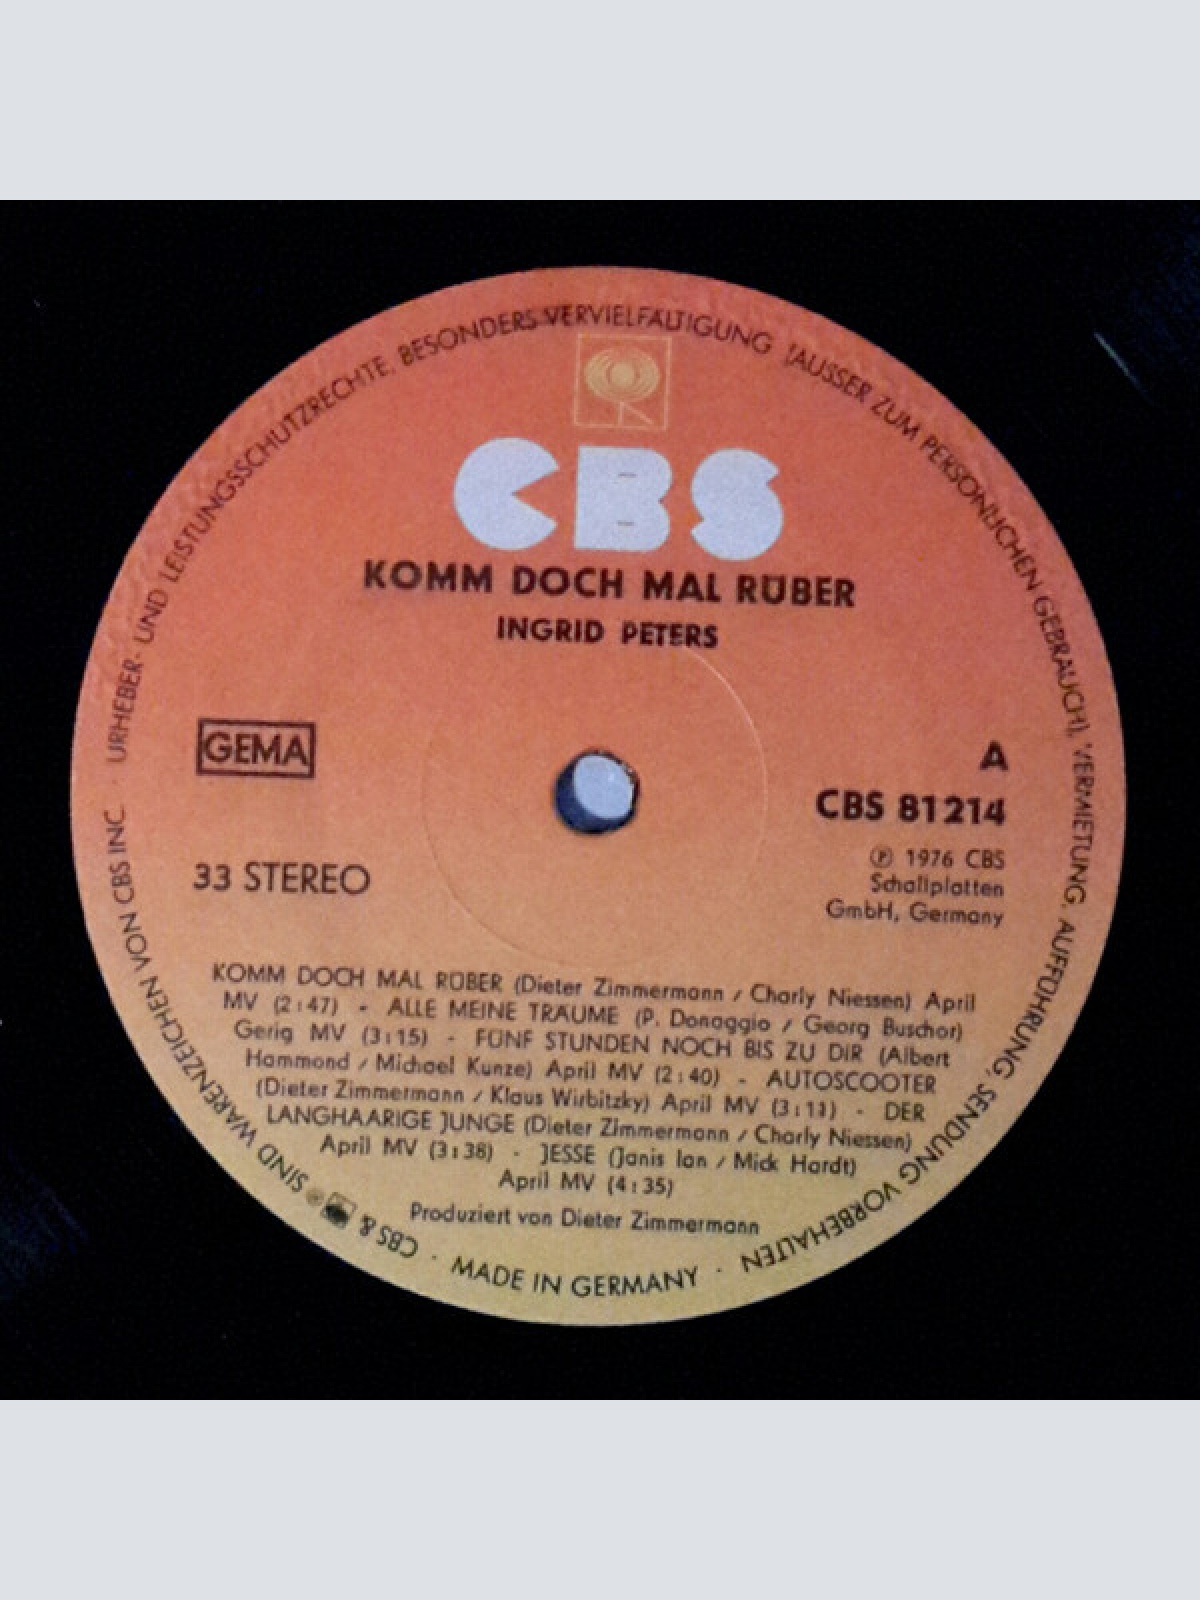 URHEBER- UND LEISTUNGSSCHUTZRECHTE, BESONDERS VERVIELFÄLTIGUNG (AUSSER ZUM PERSÖNLICHEN GEBRAUCH), VERMIETUNG, AUFFÜHRUNG, SENDUNG VORBEHALTEN
CBS
KOMM DOCH MAL RÜBER
INGRID PETERS
GEMA
A
CBS 81214
33 STEREO
℗ 1976 CBS
Schallplatten
GmbH, Germany
KOMM DOCH MAL RÜBER (Dieter Zimmermann / Charly Niessen) April
MV (2:47) - ALLE MEINE TRÄUME (P. Donaggio / Georg Buschor)
Gerig MV (3:15) - FÜNF STUNDEN NOCH BIS ZU DIR (Albert
Hammond / Michael Kunze) April MV (2:40) - AUTOSCOOTER
(Dieter Zimmermann / Klaus Wirbitzky) April MV (3:11) - DER
LANGHAARIGE JUNGE (Dieter Zimmermann / Charly Niessen)
April MV (3:38) - JESSE (Janis Ian / Mick Hardt)
April MV (4:35)
Produziert von Dieter Zimmermann
· MADE IN GERMANY ·
CBS & ® SIND WARENZEICHEN VON CBS INC. ·